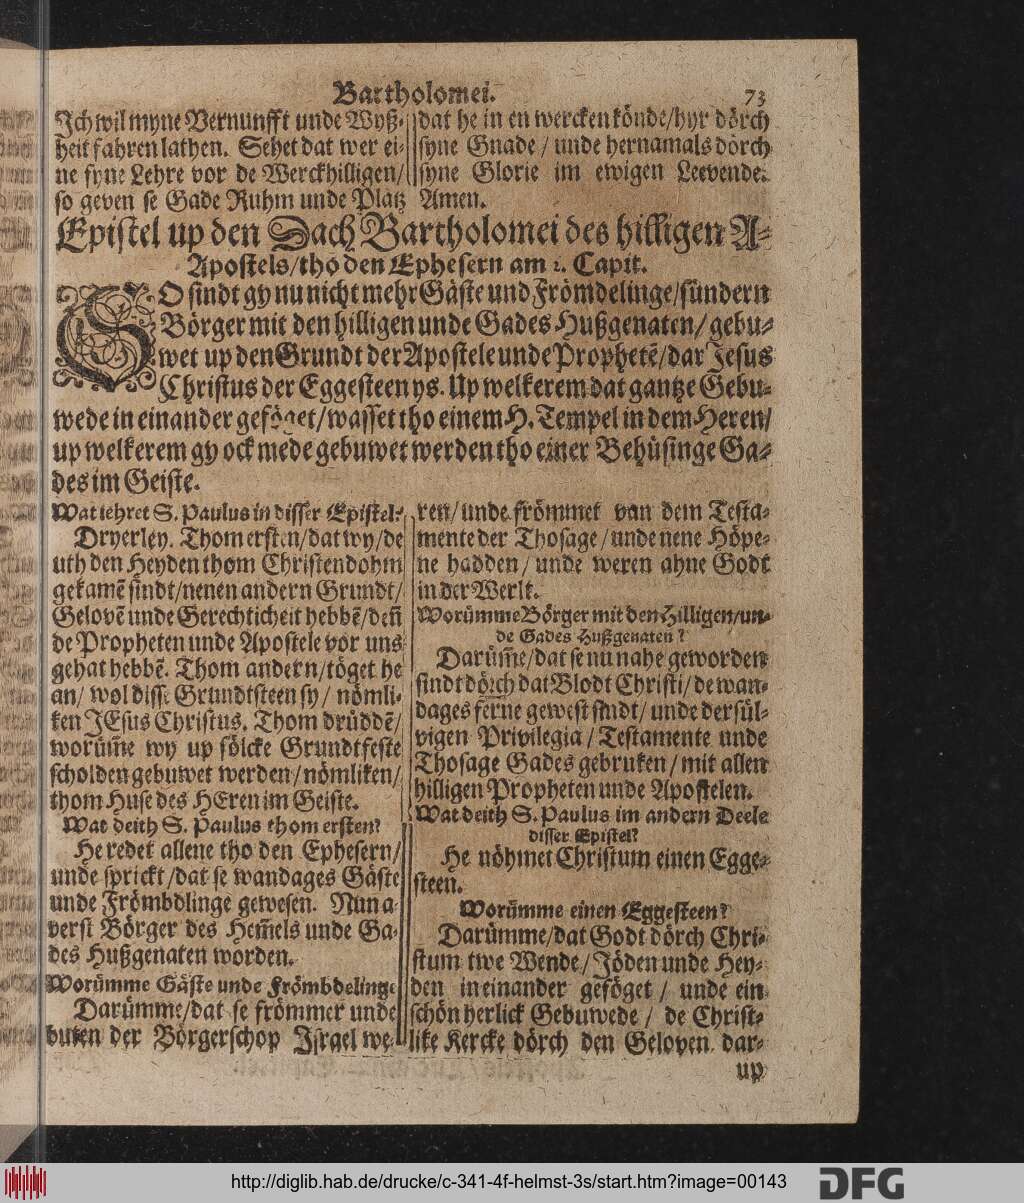 Bartholomei.
73
Ich wil myne Vernunfft unde Wyß-
heit fahren lathen. Sehet dat wer ei-
ne syne Lehre vor de Werckhilligen/
so geven se Gade Ruhm unde Platz
dat he in en wercken könde/hyr dörch
syne Gnade / unde hernamals dörch
syne Glorie im ewigen Leevende.
Amen.
Epistel up den Dach Bartholomei des hilligen A-
Apostels/tho den Ephesern am 2. Capit.
SO sindt gy nu nicht mehr Gäste und Frömdelinge/sündern
Börger mit den hilligen unde Gades Hußgenaten/gebu-
wet up den Grundt der Apostele unde Prophetē/dar Jesus
Christus der Eggesteen ys. Up welkerem dat gantze Gebu-
wede in einander geföget/wasset tho einem H. Tempel in dem Heren/
up welkerem gy ock mede gebuwet werden tho einer Behüsinge Ga-
des im Geiste.
Wat lehret S. Paulus in disser Epistel?
Dryerley. Thom ersten/dat wy/de
uth den Heyden thom Christendohm
gekamē sindt/nenen andern Grundt/
Gelovē unde Gerechticheit hebbē/deñ
de Propheten unde Apostele vor uns
gehat hebbē. Thom andern/töget he
an/ wol disse Grundtsteen sy/ nömli-
ken JEsus Christus. Thom drüddē/
worüm̄e wy up sölcke Grundtfeste
scholden gebuwet werden/nömliken/
thom Huse des HEren im Geiste.
Wat deith S. Paulus thom ersten?
He redet allene tho den Ephesern/
unde sprickt/dat se wandages Gäste
unde Frömbdlinge gewesen. Nun a-
verst Börger des Hem̄els unde Ga-
des Hußgenaten worden.
Worümme Gäste unde Frömbdelinge
Darümme/dat se frömmer unde
buten der Börgerschop Israel we-
ren/unde frömmet van dem Testa-
mente der Thosage/unde nene Höpe-
ne hadden/ unde weren ahne Godt
in der Werlt.
Worümme Börger mit den Hilligen/un-
de Gades Hußgenaten?
Darüm̄e/dat se nu nahe geworden
sindt dörch dat Blodt Christi/de wan-
dages ferne gewest sindt/ unde der sül-
vigen Privilegia / Testamente unde
Thosage Gades gebruken/mit allen
hilligen Propheten unde Apostelen.
Wat deith S. Paulus im andern Deele
disser Epistel?
He nöhmet Christum einen Egge-
steen.
Worümme einen Eggesteen?
Darümme/dat Godt dörch Chri-
stum twe Wende/Jöden unde Hey-
den in einander geföget / unde ein
schön herlick Gebuwede / de Christ-
like Kercke dörch den Geloven dar-
up
http://diglib.hab.de/drucke/c-341-4f-helmst-3s/start.htm?image=00143
DFG